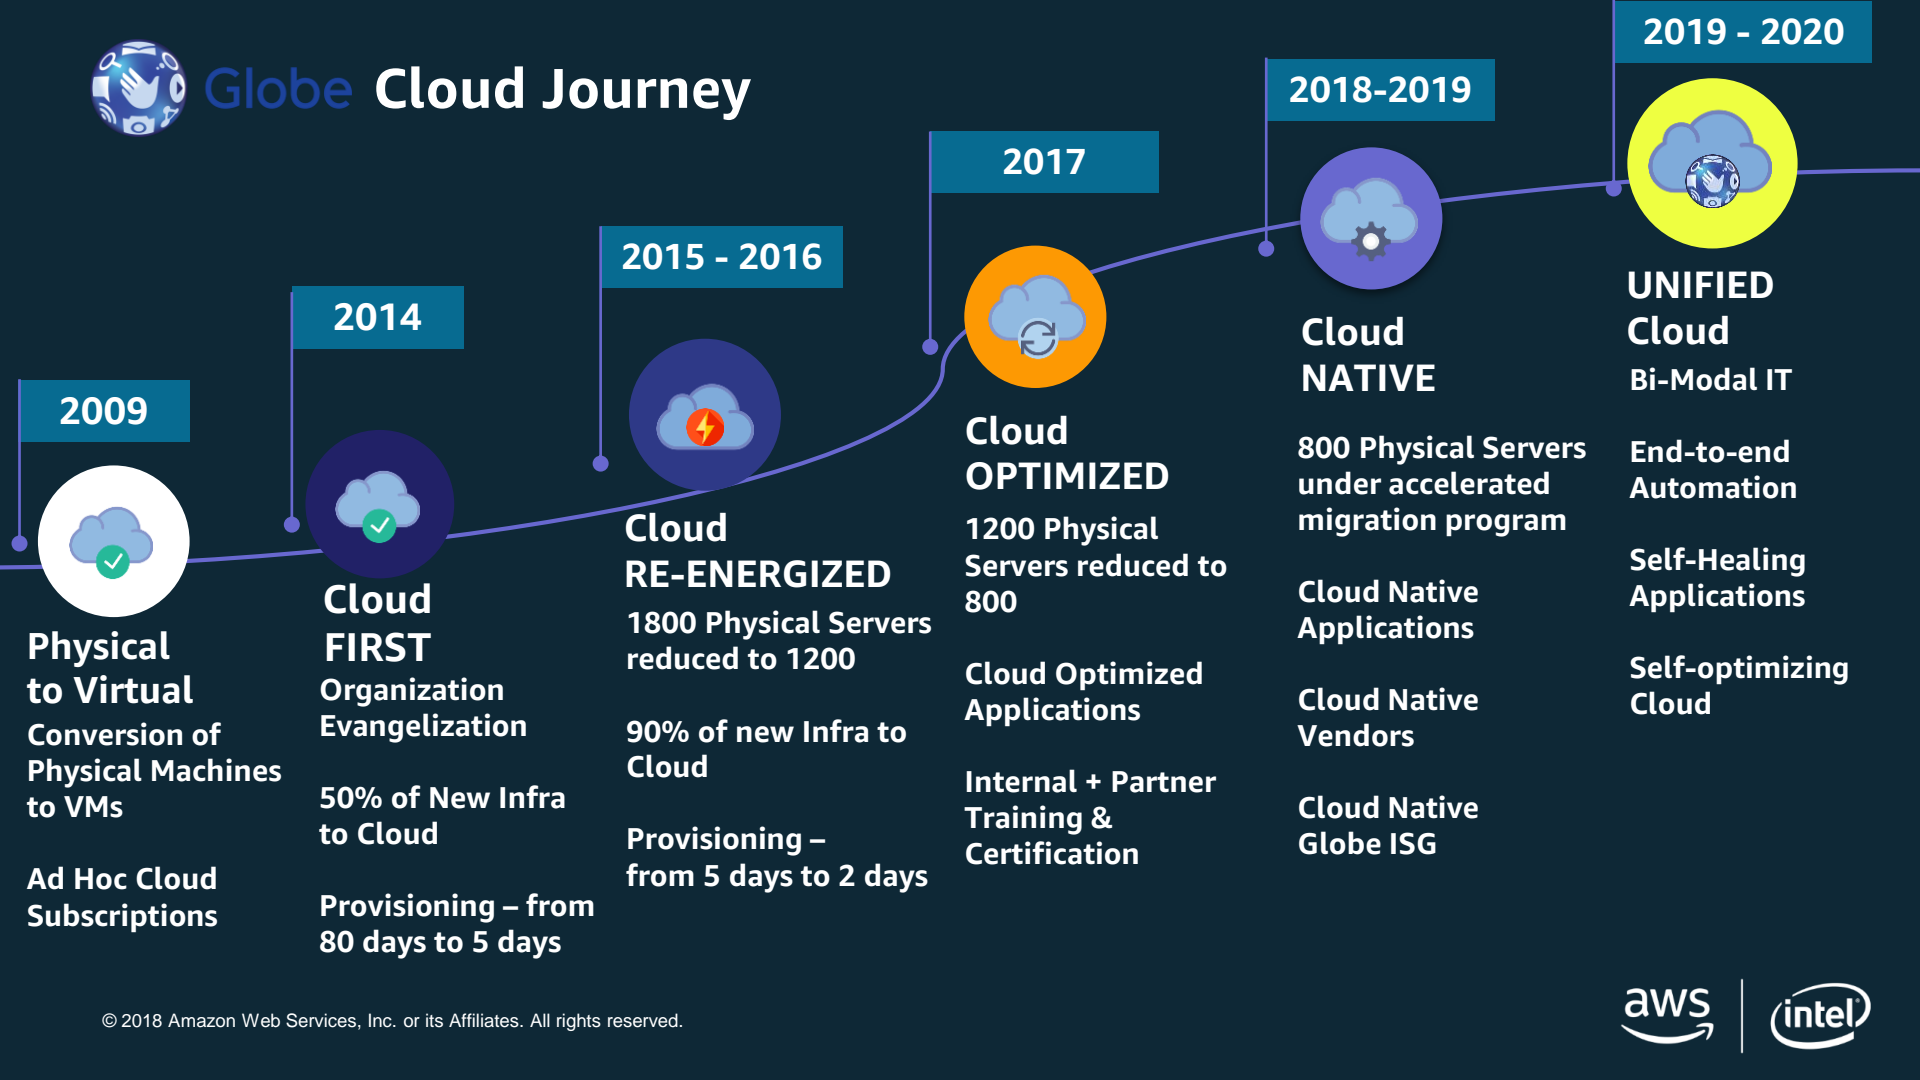 Globe Cloud Journey
2009
Physical
to Virtual
Conversion of
Physical Machines
to VMs
Ad Hoc Cloud
Subscriptions
2014
Cloud
FIRST
Organization
Evangelization
50% of New Infra
to Cloud
Provisioning – from
80 days to 5 days
2015 - 2016
Cloud
RE-ENERGIZED
1800 Physical Servers
reduced to 1200
90% of new Infra to
Cloud
Provisioning –
from 5 days to 2 days
2017
Cloud
OPTIMIZED
1200 Physical
Servers reduced to
800
Cloud Optimized
Applications
Internal + Partner
Training &
Certification
2018-2019
Cloud
NATIVE
800 Physical Servers
under accelerated
migration program
Cloud Native
Applications
Cloud Native
Vendors
Cloud Native
Globe ISG
2019 - 2020
UNIFIED
Cloud
Bi-Modal IT
End-to-end
Automation
Self-Healing
Applications
Self-optimizing
Cloud
© 2018 Amazon Web Services, Inc. or its Affiliates. All rights reserved.
aws
intel